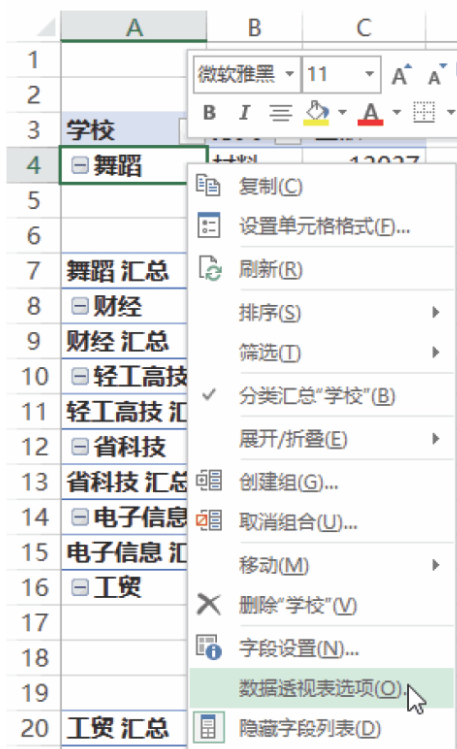 A B C
1
微软雅黑 11 A A
2
B I A
3 学校
4 舞蹈
复制(C)
5
设置单元格格式(F)...
6
7 舞蹈 汇总
刷新(R)
8 财经
排序(S)
9 财经 汇总
筛选(T)
10 轻工高技
11 轻工高技
分类汇总"学校"(B)
12 省科技
展开/折叠(E)
13 省科技 汇总
创建组(G)...
14 电子信息
取消组合(U)...
15 电子信息
移动(M)
16 工贸
删除"学校"(V)
17
18
字段设置(N)...
19
数据透视表选项(O)...
20 工贸 汇总
隐藏字段列表(D)